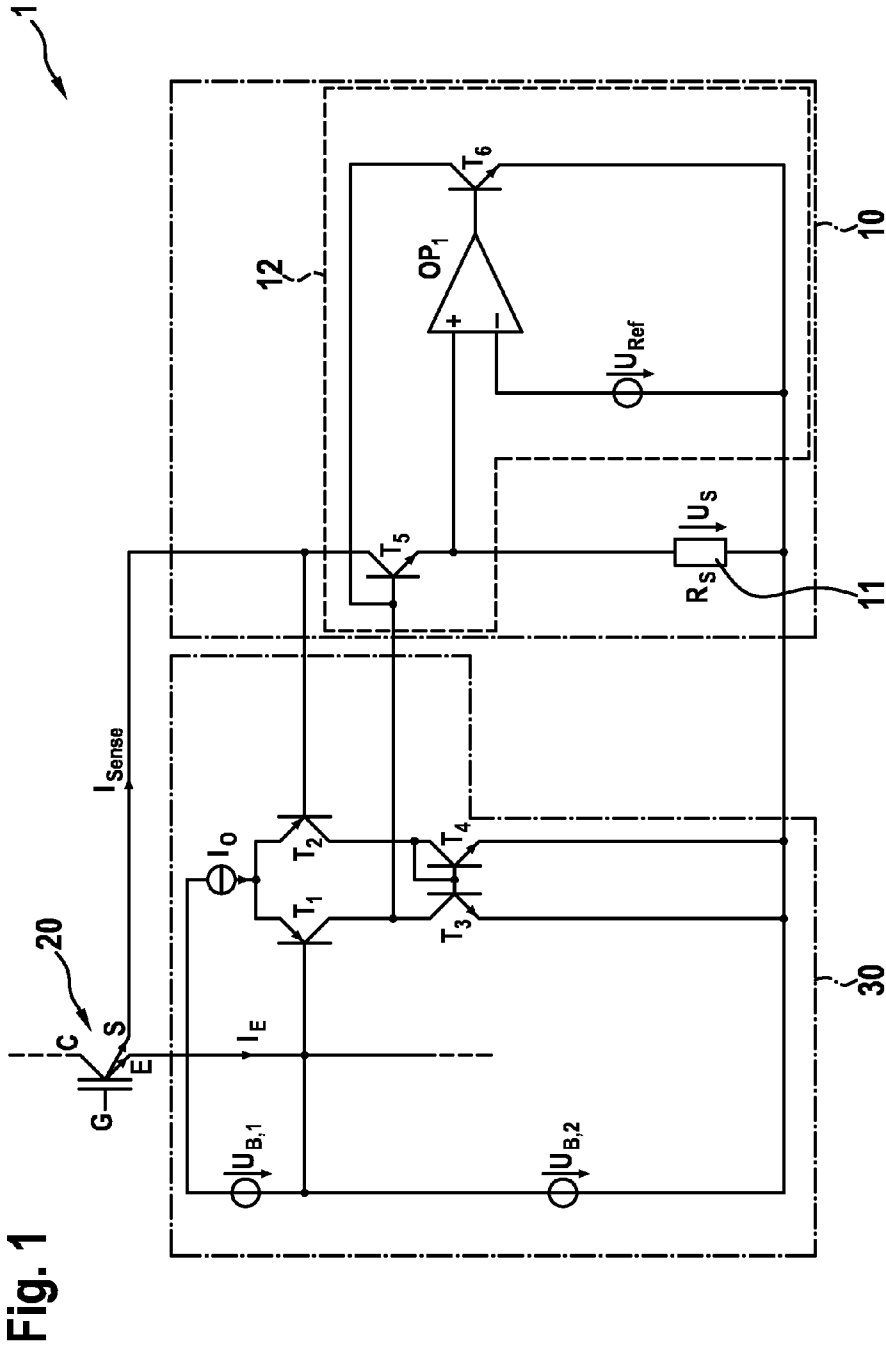 Fig. 1
1
20
C
G
S
E
I_E
I_Sense
U_B,1
U_B,2
I_O
T_1
T_2
T_3
T_4
30
12
T_5
T_6
OP_1
+
−
U_Ref
U_S
R_S
11
10